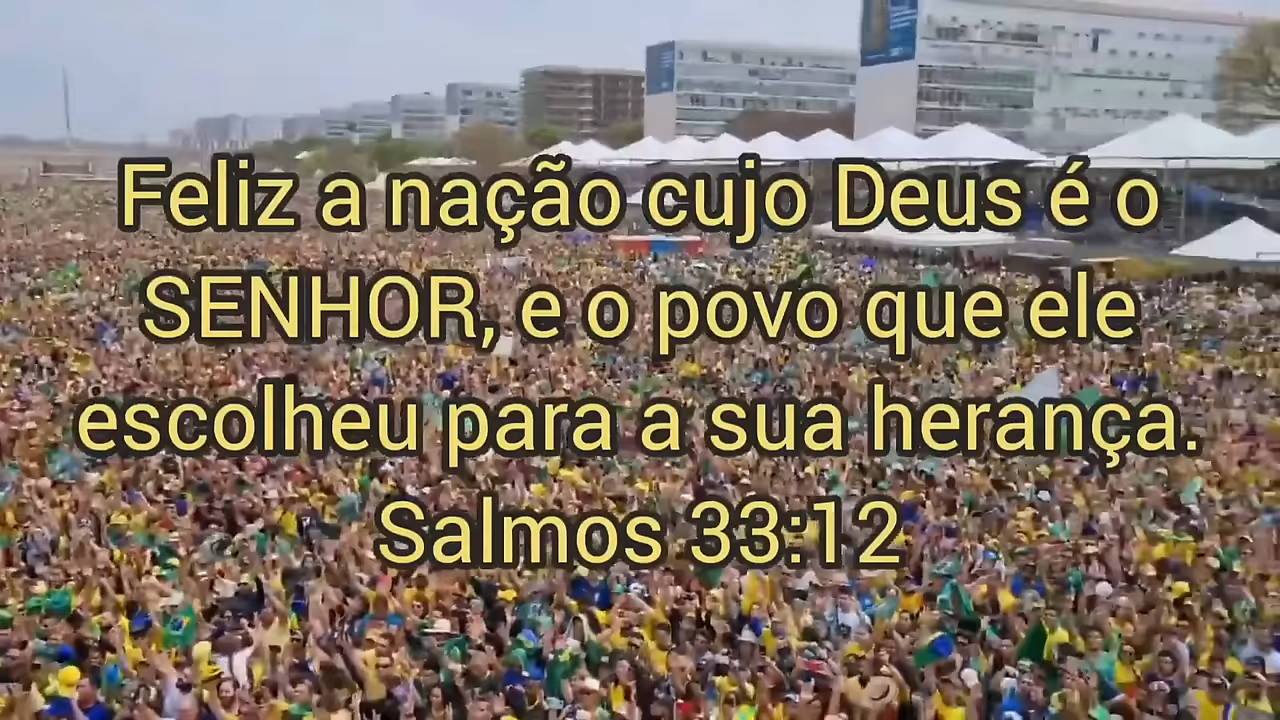 Feliz a nação cujo Deus é o
SENHOR, e o povo que ele
escolheu para a sua herança.
Salmos 33:12